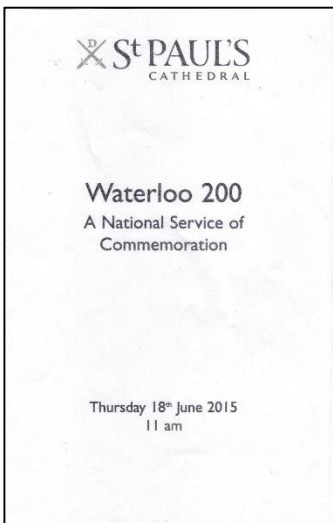 D
St PAUL'S
CATHEDRAL
Waterloo 200
A National Service of
Commemoration
Thursday 18th June 2015
11 am